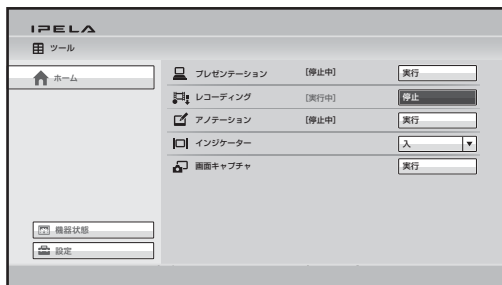 IPELA
ツール
ホーム
プレゼンテーション [停止中] 実行
レコーディング [実行中] 停止
アノテーション [停止中] 実行
インジケーター 入
画面キャプチャ 実行
機器状態
設定